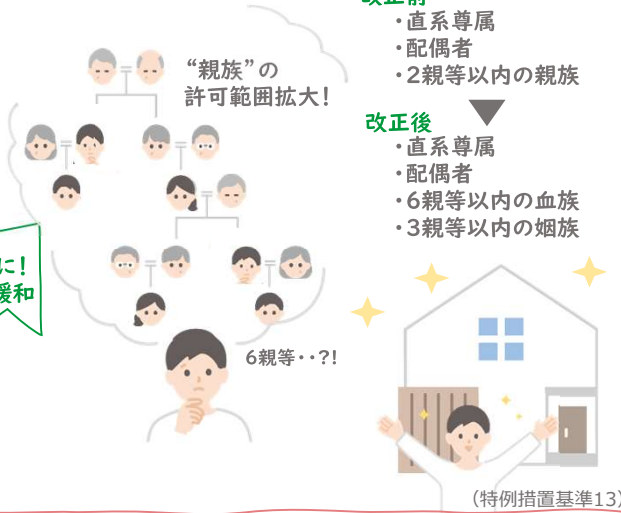 改正前
・直系尊属
・配偶者
・2親等以内の親族
“親族”の
許可範囲拡大!
改正後
・直系尊属
・配偶者
・6親等以内の血族
・3親等以内の姻族
に!
緩和
6親等・・?!
(特例措置基準13)